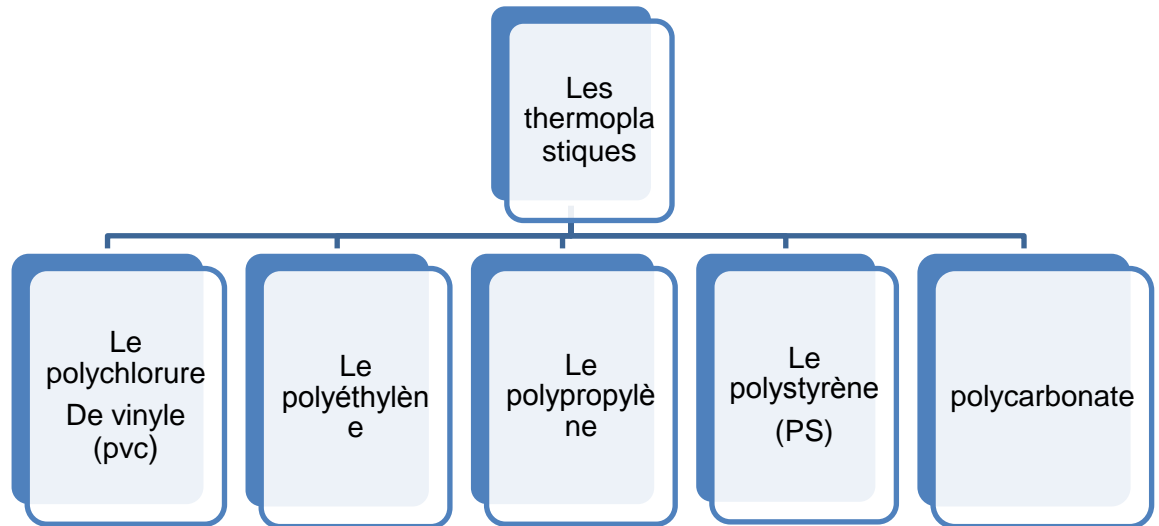 Les
thermopla
stiques
Le
polychlorure
De vinyle
(pvc)
Le
polyéthylèn
e
Le
polypropylè
ne
Le
polystyrène
(PS)
polycarbonate